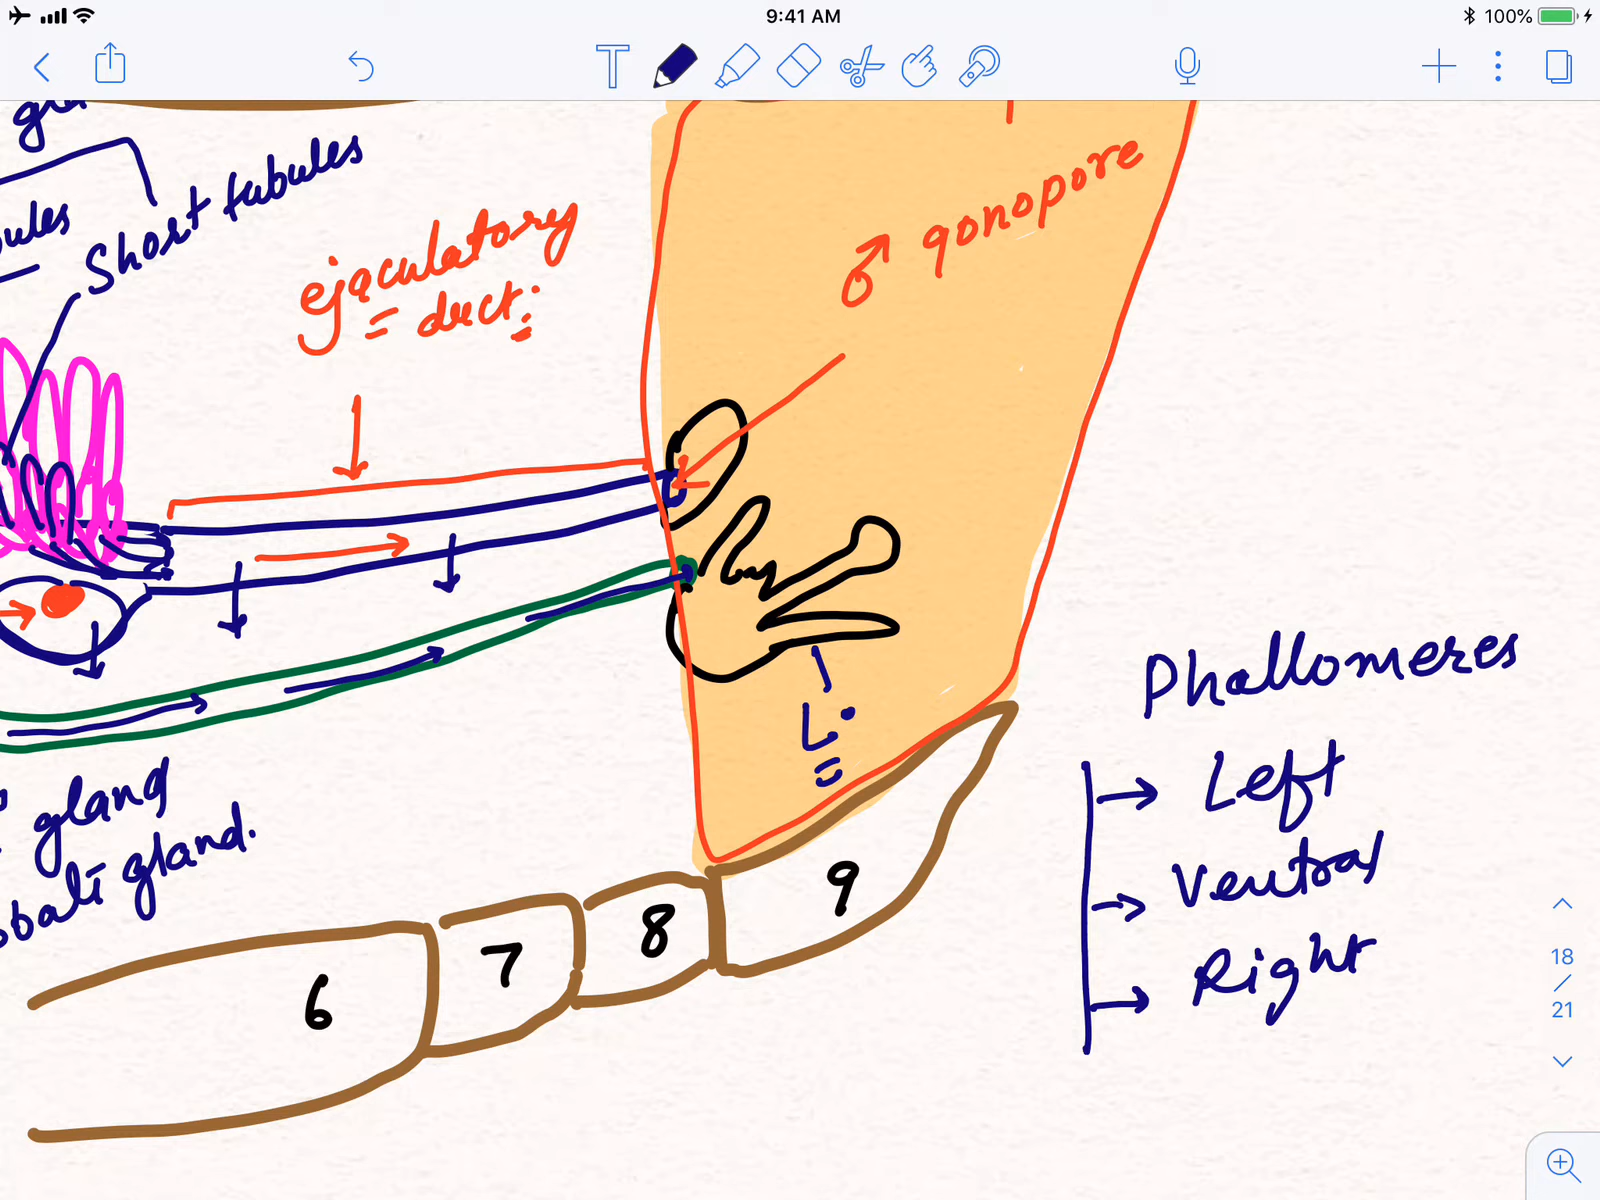 9:41 AM
100%
Short tubules
ejaculatory
= duct
♂ gonopore
L
Phallomeres
→ Left
→ Ventral
→ Right
gland
gland.
6
7
8
9
18
/
21